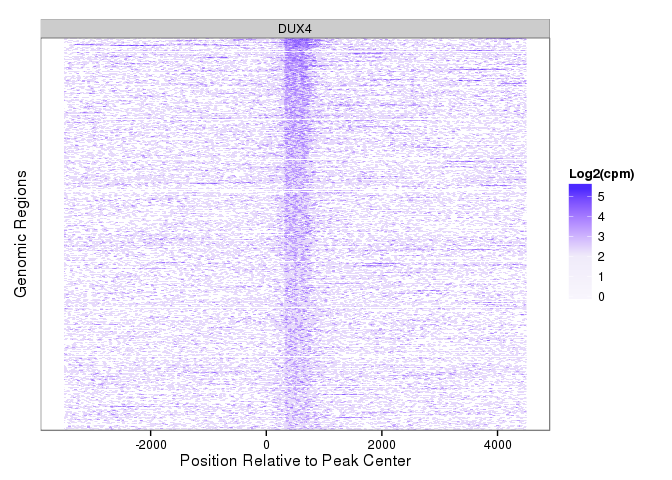 DUX4
Genomic Regions
Log2(cpm)
5
4
3
2
1
0
-2000
0
2000
4000
Position Relative to Peak Center